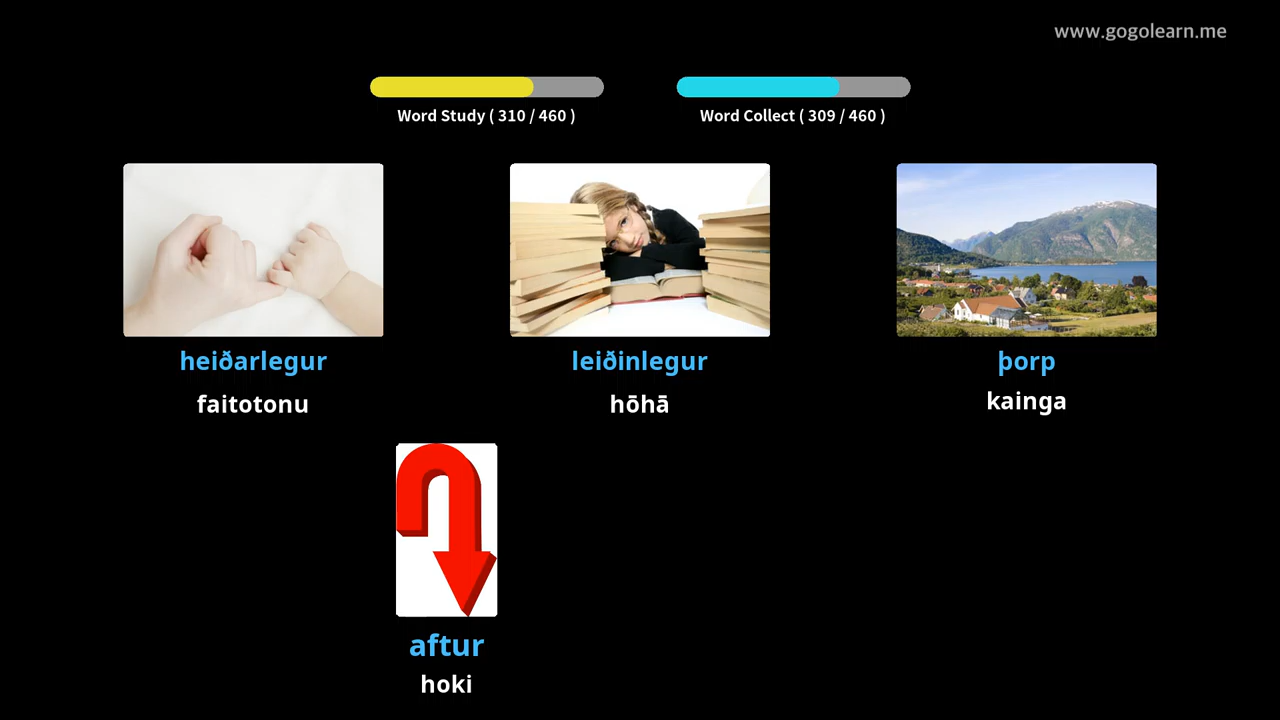 www.gogolearn.me
Word Study ( 310 / 460 )
Word Collect ( 309 / 460 )
heiðarlegur
faitotonu
leiðinlegur
hōhā
þorp
kainga
aftur
hoki